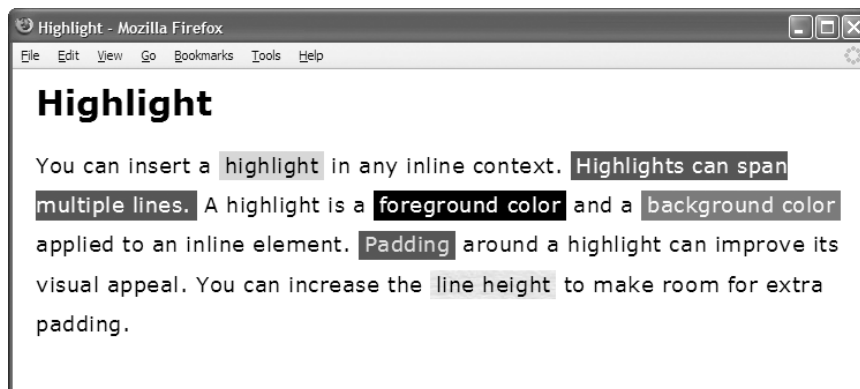 Highlight - Mozilla Firefox
File Edit View Go Bookmarks Tools Help
Highlight
You can insert a highlight in any inline context. Highlights can span
multiple lines. A highlight is a foreground color and a background color
applied to an inline element. Padding around a highlight can improve its
visual appeal. You can increase the line height to make room for extra
padding.